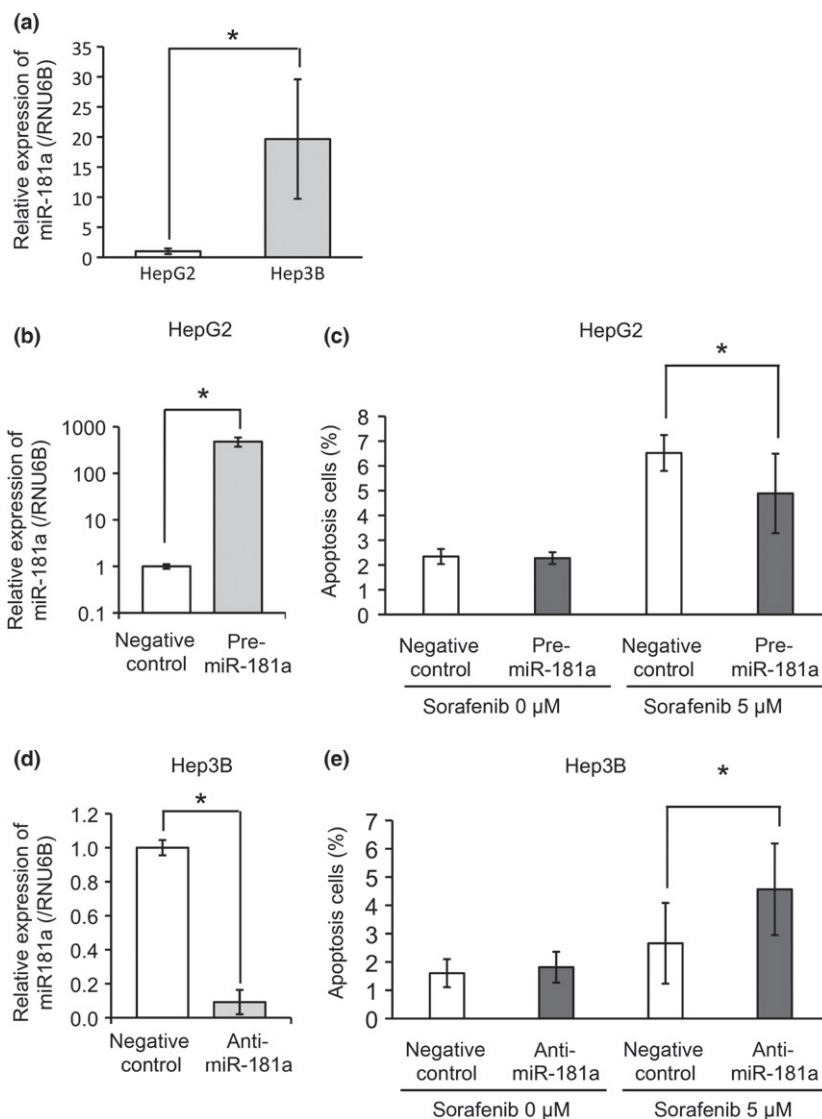 (a)
*
Relative expression of
miR-181a (/RNU6B)
35
30
25
20
15
10
5
0
HepG2
Hep3B
(b)
HepG2
*
Relative expression of
miR-181a (/RNU6B)
1000
100
10
1
0.1
Negative
control
Pre-
miR-181a
(c)
HepG2
*
Apoptosis cells (%)
8
7
6
5
4
3
2
1
0
Negative
control
Pre-
miR-181a
Negative
control
Pre-
miR-181a
Sorafenib 0 µM
Sorafenib 5 µM
(d)
Hep3B
*
Relative expression of
miR181a (/RNU6B)
1.2
1.0
0.8
0.6
0.4
0.2
0.0
Negative
control
Anti-
miR-181a
(e)
Hep3B
*
Apoptosis cells (%)
7
6
5
4
3
2
1
0
Negative
control
Anti-
miR-181a
Negative
control
Anti-
miR-181a
Sorafenib 0 µM
Sorafenib 5 µM